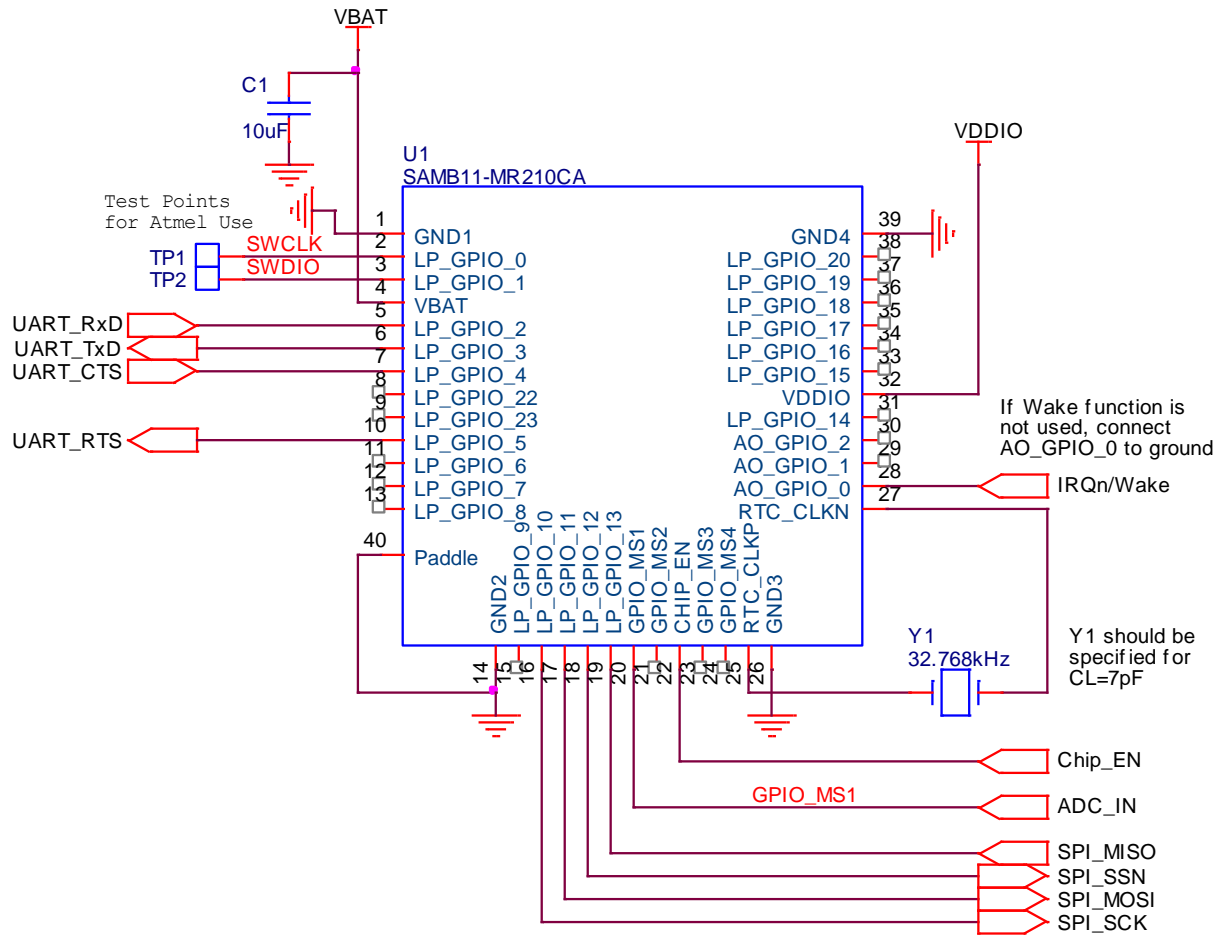 VBAT
C1
10uF
VDDIO
U1
SAMB11-MR210CA
Test Points
for Atmel Use
TP1
TP2
SWCLK
SWDIO
UART_RxD
UART_TxD
UART_CTS
UART_RTS
1
2
3
4
5
6
7
8
9
10
11
12
13
40
GND1
LP_GPIO_0
LP_GPIO_1
VBAT
LP_GPIO_2
LP_GPIO_3
LP_GPIO_4
LP_GPIO_22
LP_GPIO_23
LP_GPIO_5
LP_GPIO_6
LP_GPIO_7
LP_GPIO_8
Paddle
GND4
LP_GPIO_20
LP_GPIO_19
LP_GPIO_18
LP_GPIO_17
LP_GPIO_16
LP_GPIO_15
VDDIO
LP_GPIO_14
AO_GPIO_2
AO_GPIO_1
AO_GPIO_0
RTC_CLKN
39
38
37
36
35
34
33
32
31
30
29
28
27
If Wake function is
not used, connect
AO_GPIO_0 to ground
IRQn/Wake
GND2
LP_GPIO_9
LP_GPIO_10
LP_GPIO_11
LP_GPIO_12
LP_GPIO_13
GPIO_MS1
GPIO_MS2
CHIP_EN
GPIO_MS3
GPIO_MS4
RTC_CLKP
GND3
14
15
16
17
18
19
20
21
22
23
24
25
26
Y1
32.768kHz
Y1 should be
specified for
CL=7pF
Chip_EN
GPIO_MS1
ADC_IN
SPI_MISO
SPI_SSN
SPI_MOSI
SPI_SCK